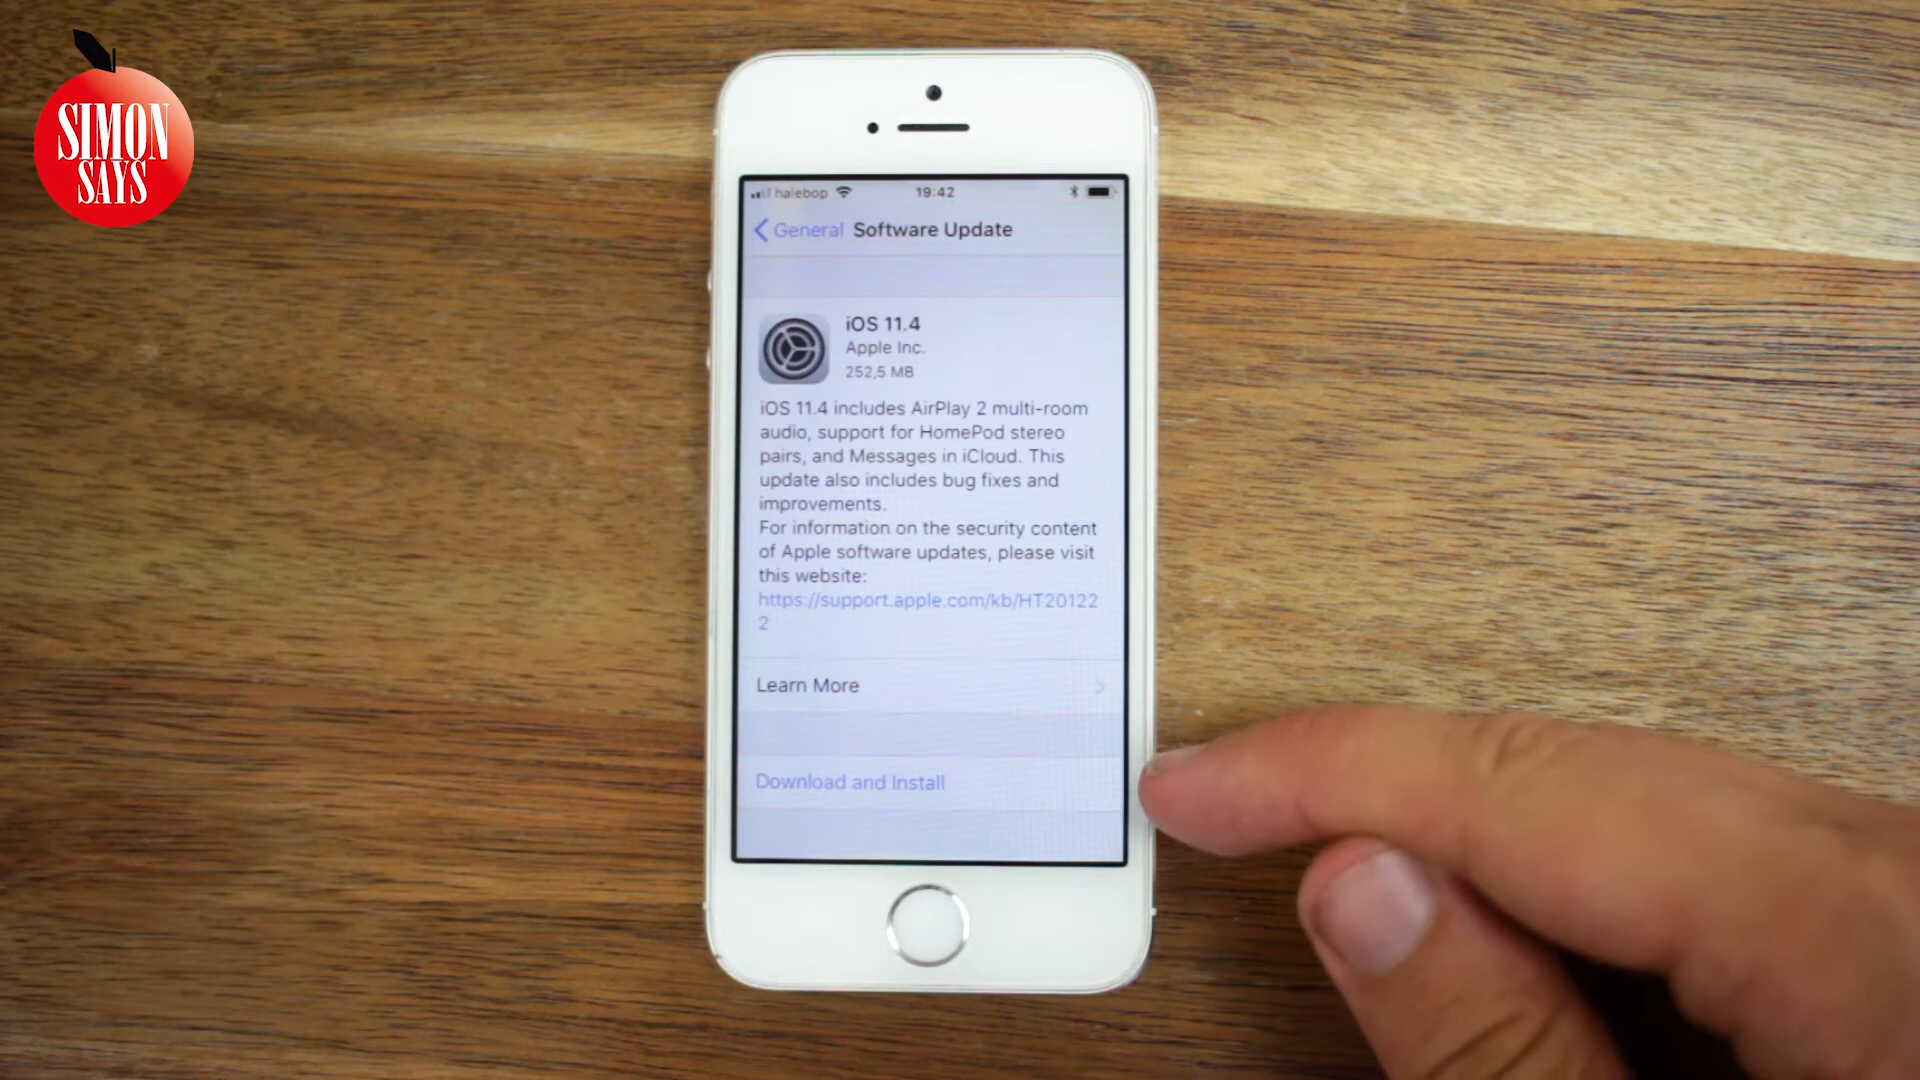 SIMON
SAYS
halebop
19:42
General
Software Update
iOS 11.4
Apple Inc.
252,5 MB
iOS 11.4 includes AirPlay 2 multi-room
audio, support for HomePod stereo
pairs, and Messages in iCloud. This
update also includes bug fixes and
improvements.
For information on the security content
of Apple software updates, please visit
this website:
https://support.apple.com/kb/HT20122
2
Learn More
Download and Install